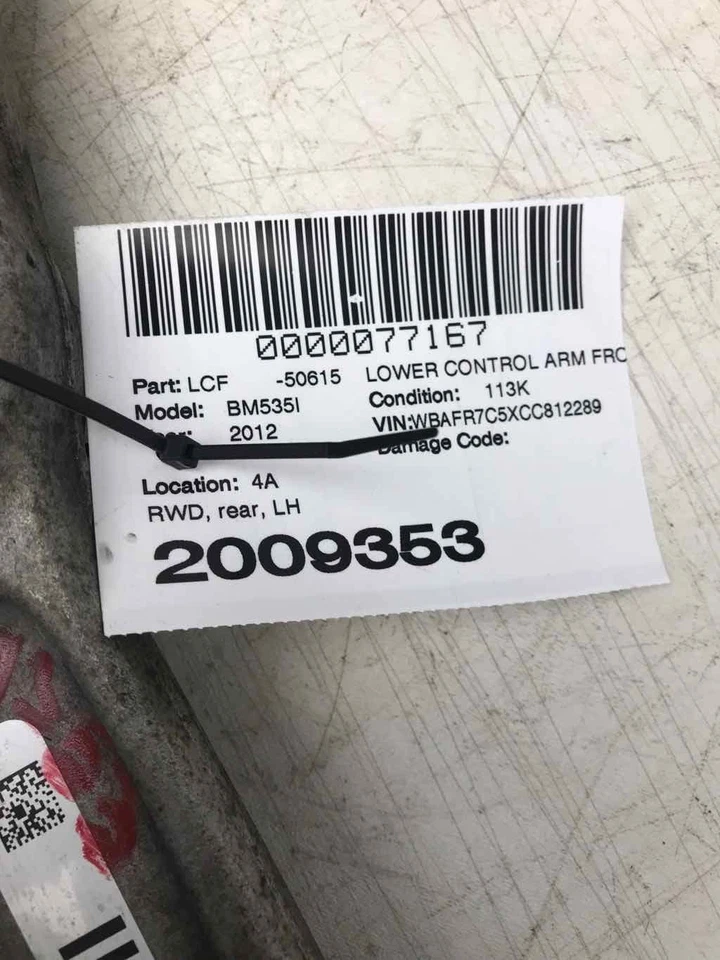 0000077167
Part: LCF -50615 LOWER CONTROL ARM FRO
Model: BM535I Condition: 113K
2012 VIN:WBAFR7C5XCC812289
Damage Code:
Location: 4A
RWD, rear, LH
2009353